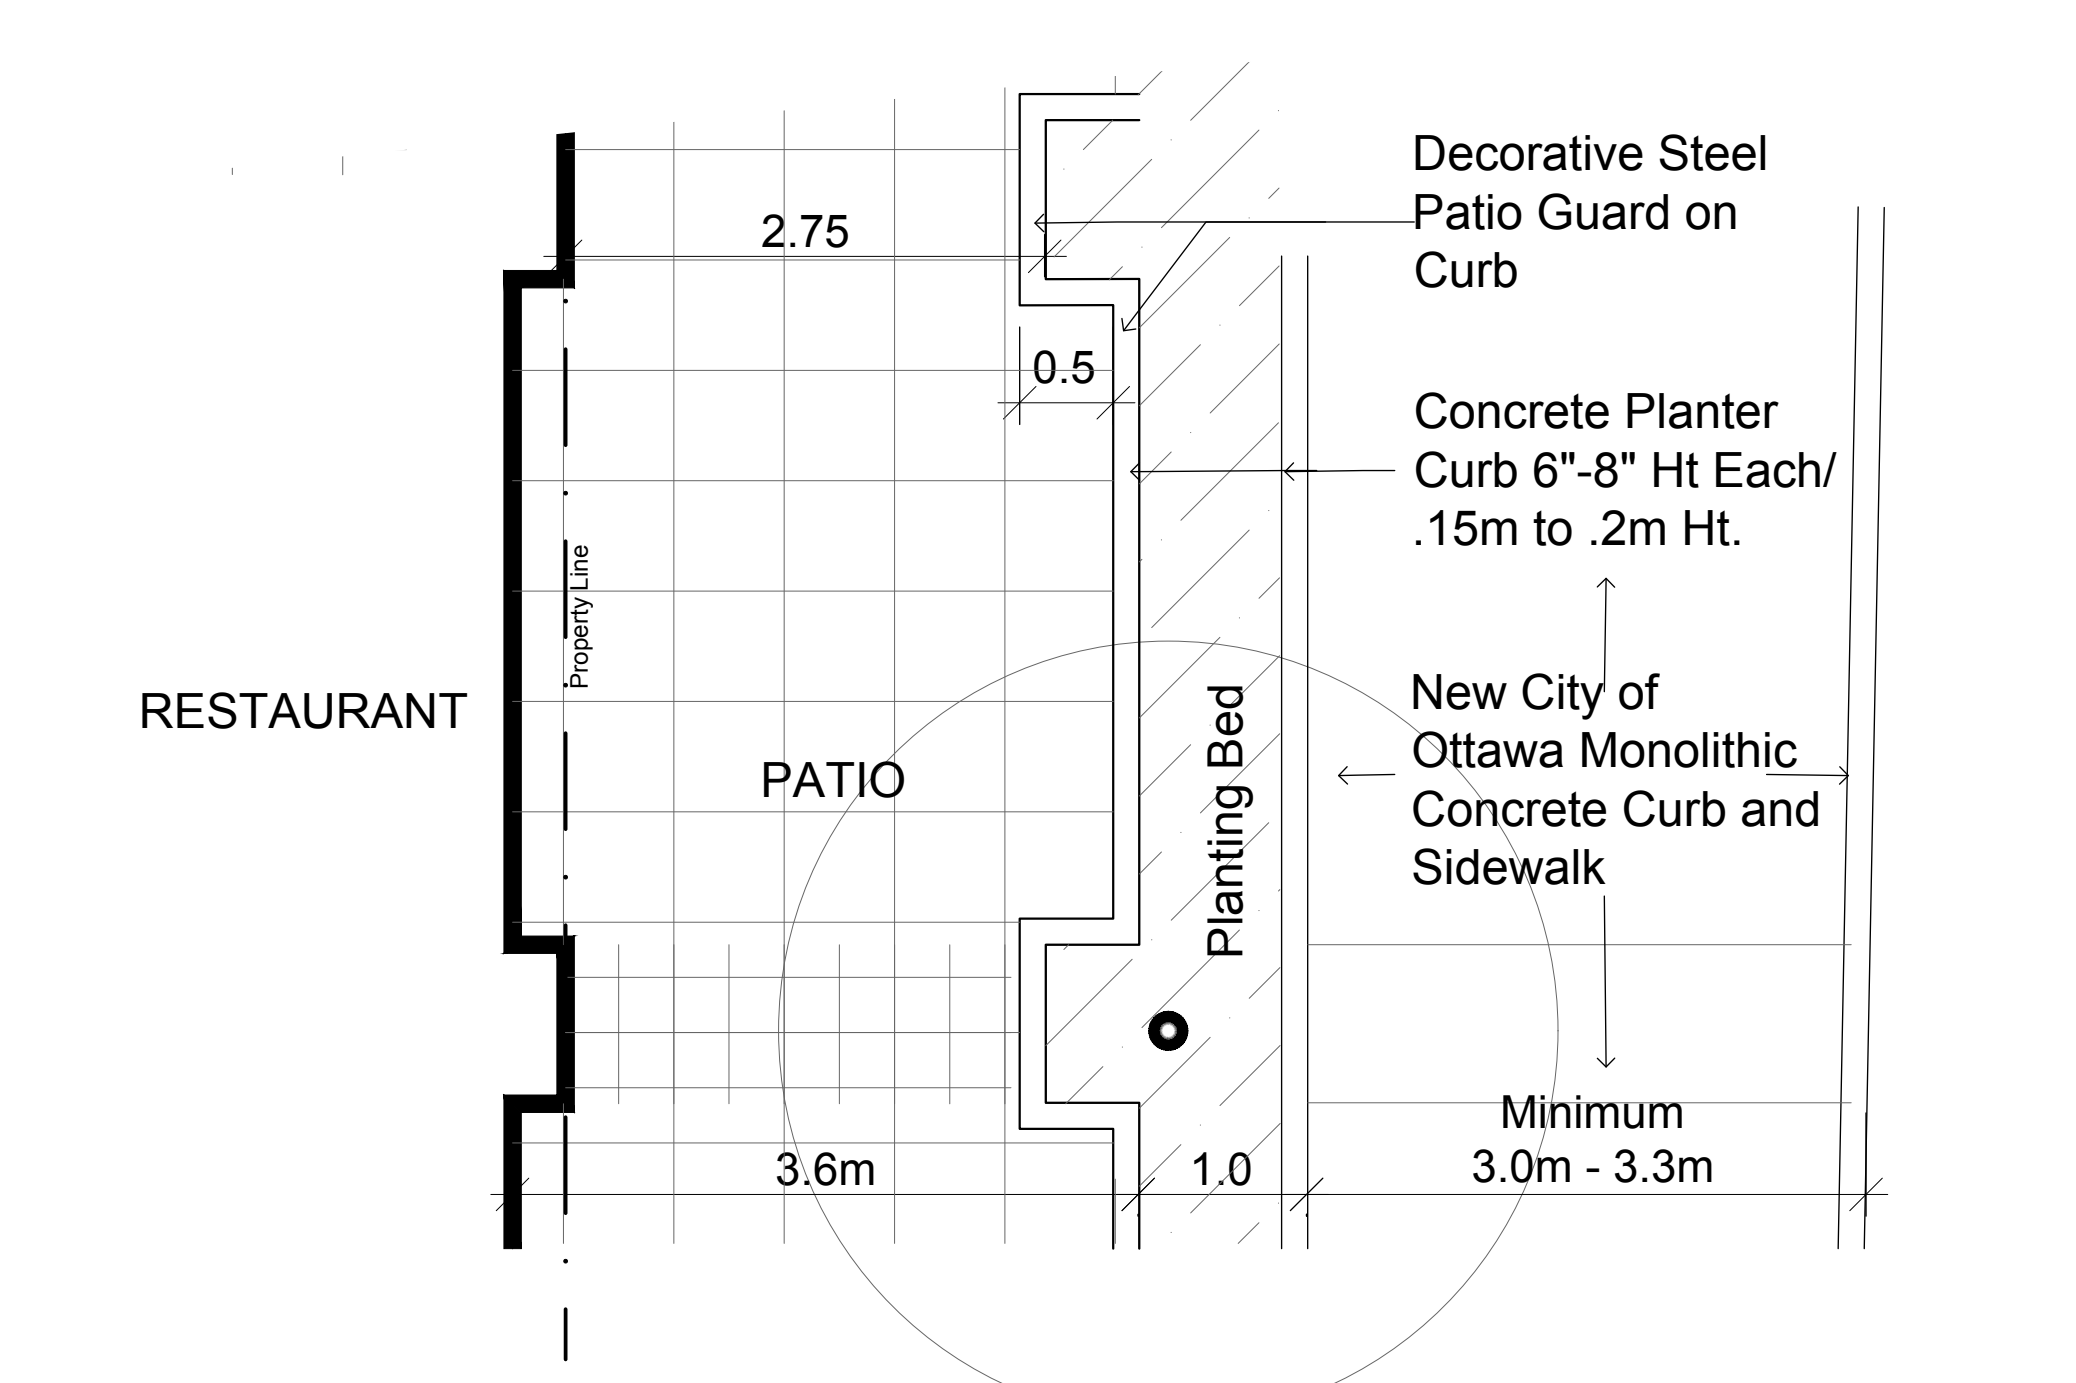 Decorative Steel
Patio Guard on
Curb
2.75
0.5
Concrete Planter
Curb 6"-8" Ht Each/
.15m to .2m Ht.
Property Line
RESTAURANT
PATIO
Planting Bed
New City of
Ottawa Monolithic
Concrete Curb and
Sidewalk
3.6m
1.0
Minimum
3.0m - 3.3m